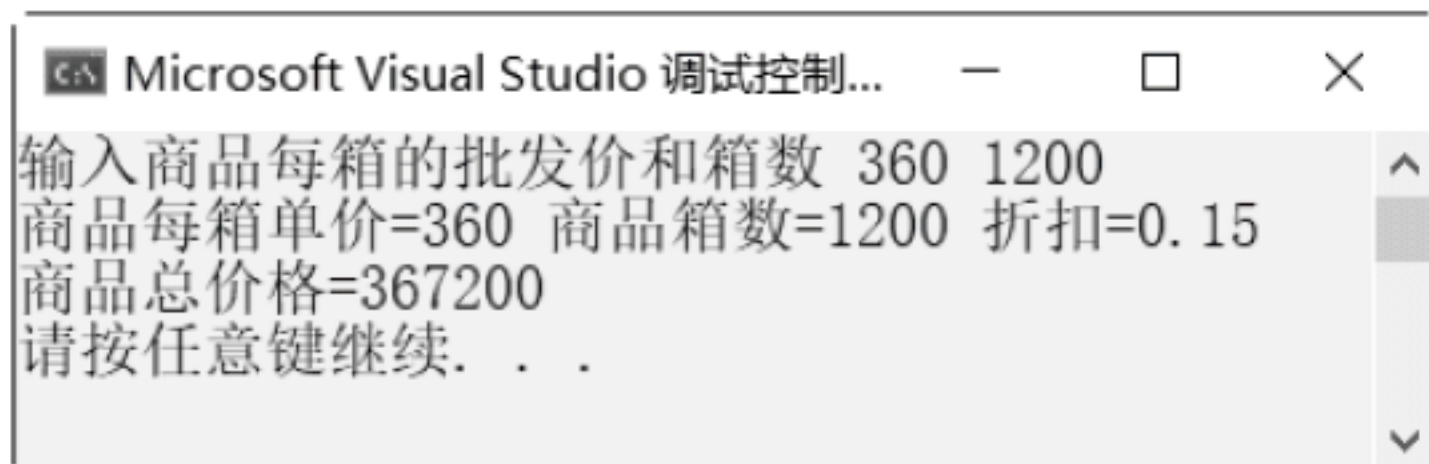 Microsoft Visual Studio 调试控制...
输入商品每箱的批发价和箱数 360 1200
商品每箱单价=360 商品箱数=1200 折扣=0.15
商品总价格=367200
请按任意键继续. . .